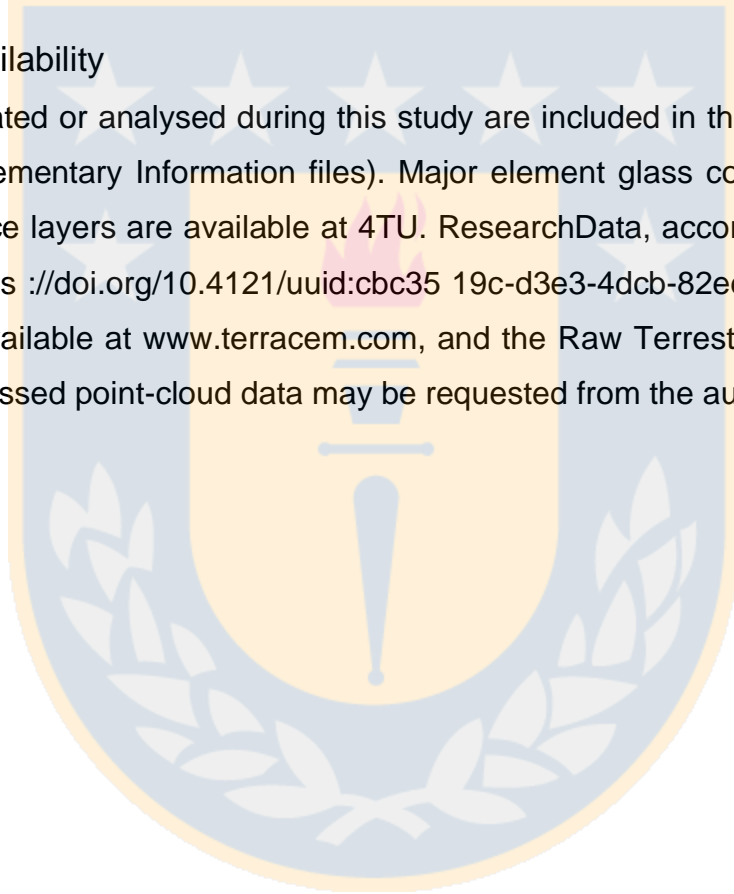 ilability
ated or analysed during this study are included in th
ementary Information files). Major element glass co
ce layers are available at 4TU. ResearchData, accor
s ://doi.org/10.4121/uuid:cbc35 19c-d3e3-4dcb-82e
ailable at www.terracem.com, and the Raw Terrest
essed point-cloud data may be requested from the au